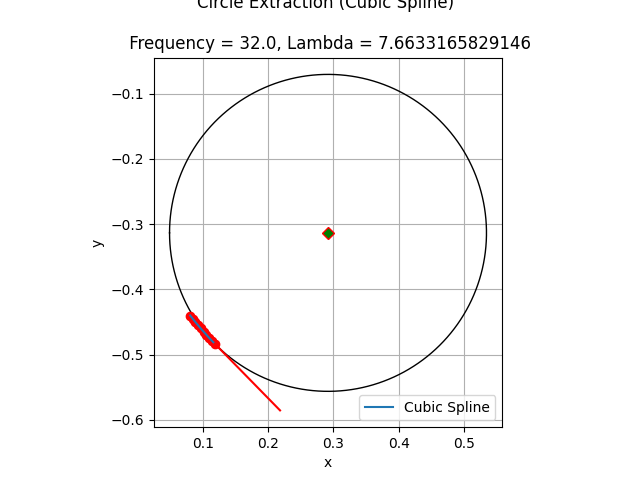 Circle Extraction (Cubic Spline)
Frequency = 32.0, Lambda = 7.6633165829146
−0.1
−0.2
−0.3
−0.4
−0.5
−0.6
y
0.1 0.2 0.3 0.4 0.5
x
Cubic Spline